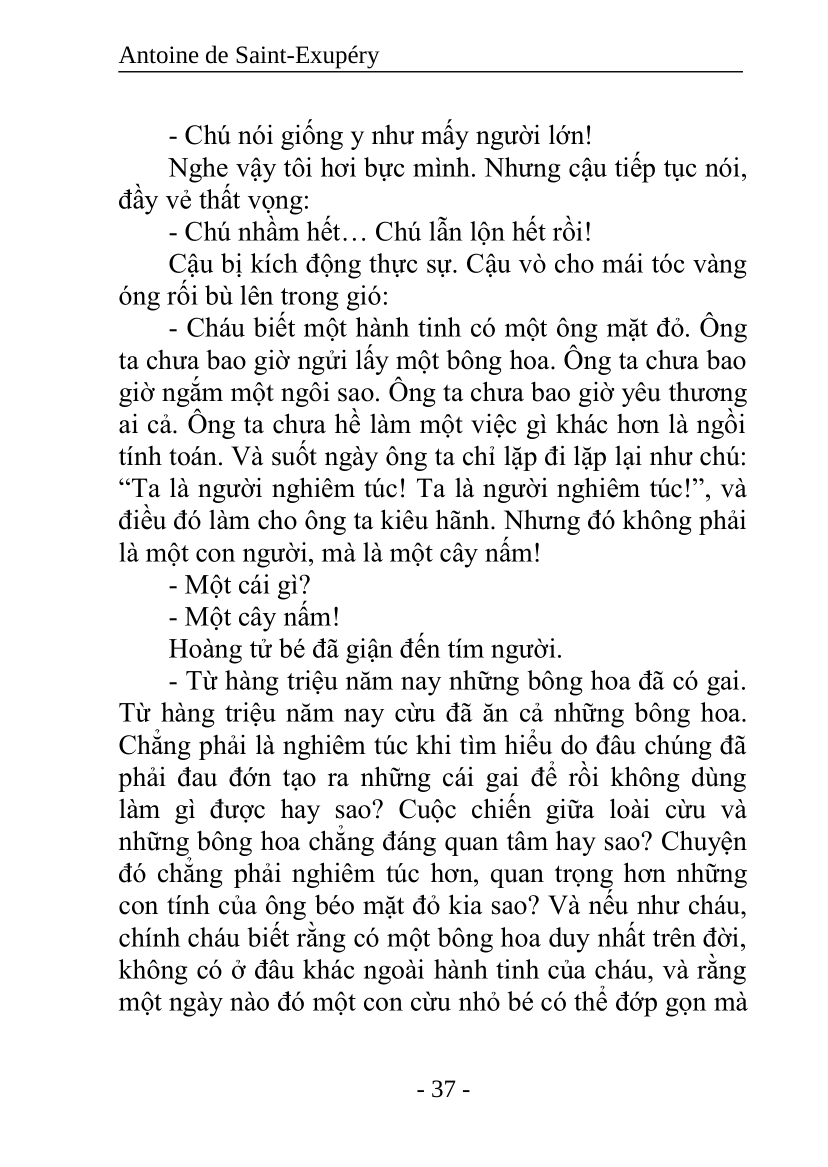 Antoine de Saint-Exupéry
- Chú nói giống y như mấy người lớn!
Nghe vậy tôi hơi bực mình. Nhưng cậu tiếp tục nói,
đầy vẻ thất vọng:
- Chú nhầm hết… Chú lẫn lộn hết rồi!
Cậu bị kích động thực sự. Cậu vò cho mái tóc vàng
óng rối bù lên trong gió:
- Cháu biết một hành tinh có một ông mặt đỏ. Ông
ta chưa bao giờ ngửi lấy một bông hoa. Ông ta chưa bao
giờ ngắm một ngôi sao. Ông ta chưa bao giờ yêu thương
ai cả. Ông ta chưa hề làm một việc gì khác hơn là ngồi
tính toán. Và suốt ngày ông ta chỉ lặp đi lặp lại như chú:
“Ta là người nghiêm túc! Ta là người nghiêm túc!”, và
điều đó làm cho ông ta kiêu hãnh. Nhưng đó không phải
là một con người, mà là một cây nấm!
- Một cái gì?
- Một cây nấm!
Hoàng tử bé đã giận đến tím người.
- Từ hàng triệu năm nay những bông hoa đã có gai.
Từ hàng triệu năm nay cừu đã ăn cả những bông hoa.
Chẳng phải là nghiêm túc khi tìm hiểu do đâu chúng đã
phải đau đớn tạo ra những cái gai để rồi không dùng
làm gì được hay sao? Cuộc chiến giữa loài cừu và
những bông hoa chẳng đáng quan tâm hay sao? Chuyện
đó chẳng phải nghiêm túc hơn, quan trọng hơn những
con tính của ông béo mặt đỏ kia sao? Và nếu như cháu,
chính cháu biết rằng có một bông hoa duy nhất trên đời,
không có ở đâu khác ngoài hành tinh của cháu, và rằng
một ngày nào đó một con cừu nhỏ bé có thể đớp gọn mà
- 37 -